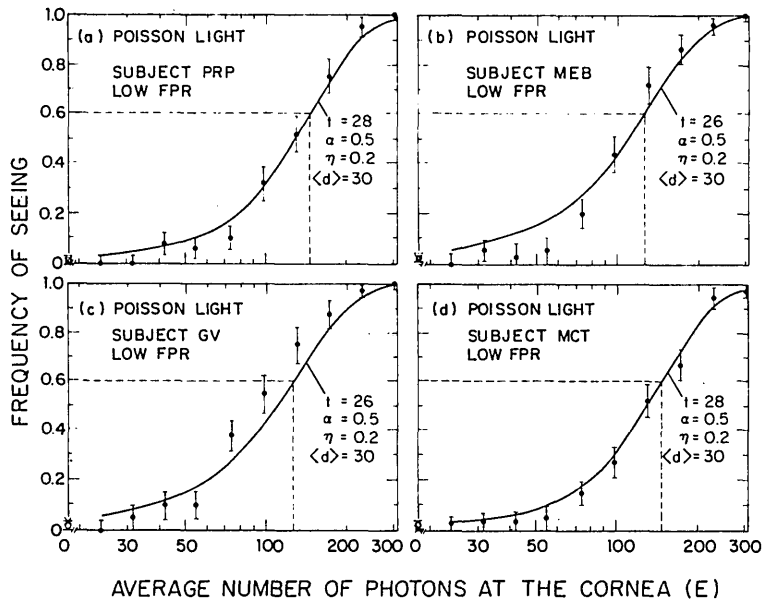 FREQUENCY OF SEEING
(a) POISSON LIGHT
SUBJECT PRP
LOW FPR
t = 28
α = 0.5
η = 0.2
⟨d⟩ = 30
1.0
0.8
0.6
0.4
0.2
0
(b) POISSON LIGHT
SUBJECT MEB
LOW FPR
t = 26
α = 0.5
η = 0.2
⟨d⟩ = 30
(c) POISSON LIGHT
SUBJECT GV
LOW FPR
t = 26
α = 0.5
η = 0.2
⟨d⟩ = 30
1.0
0.8
0.6
0.4
0.2
0
0 30 50 100 200 300
(d) POISSON LIGHT
SUBJECT MCT
LOW FPR
t = 28
α = 0.5
η = 0.2
⟨d⟩ = 30
0 30 50 100 200 300
AVERAGE NUMBER OF PHOTONS AT THE CORNEA (E)